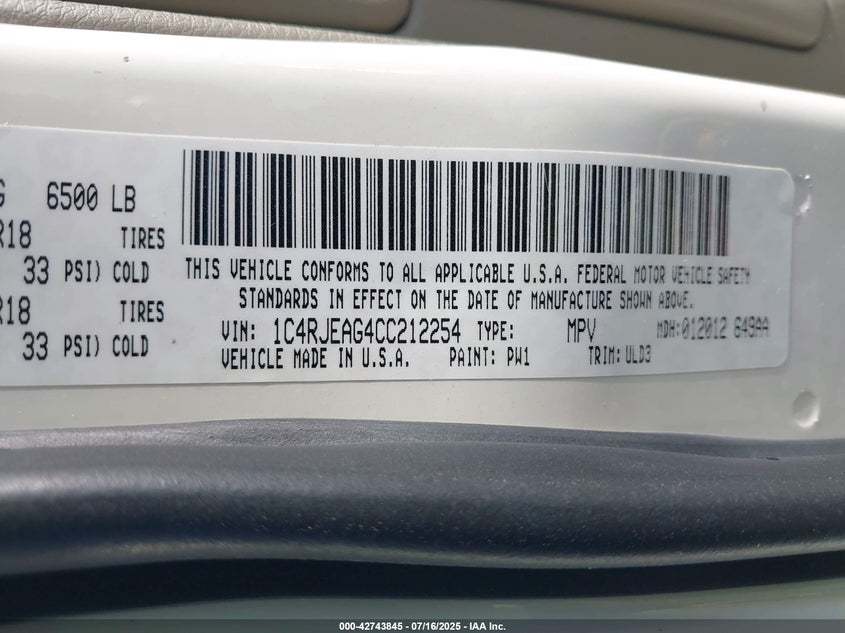 G 6500 LB
R18 TIRES
33 PSI) COLD
R18 TIRES
33 PSI) COLD
THIS VEHICLE CONFORMS TO ALL APPLICABLE U.S.A. FEDERAL MOTOR VEHICLE SAFETY
STANDARDS IN EFFECT ON THE DATE OF MANUFACTURE SHOWN ABOVE.
VIN: 1C4RJEAG4CC212254 TYPE: MPV MDH:012012 649AA
VEHICLE MADE IN U.S.A. PAINT: PW1 TRIM: ULD3
000-42743845 - 07/16/2025 - IAA Inc.